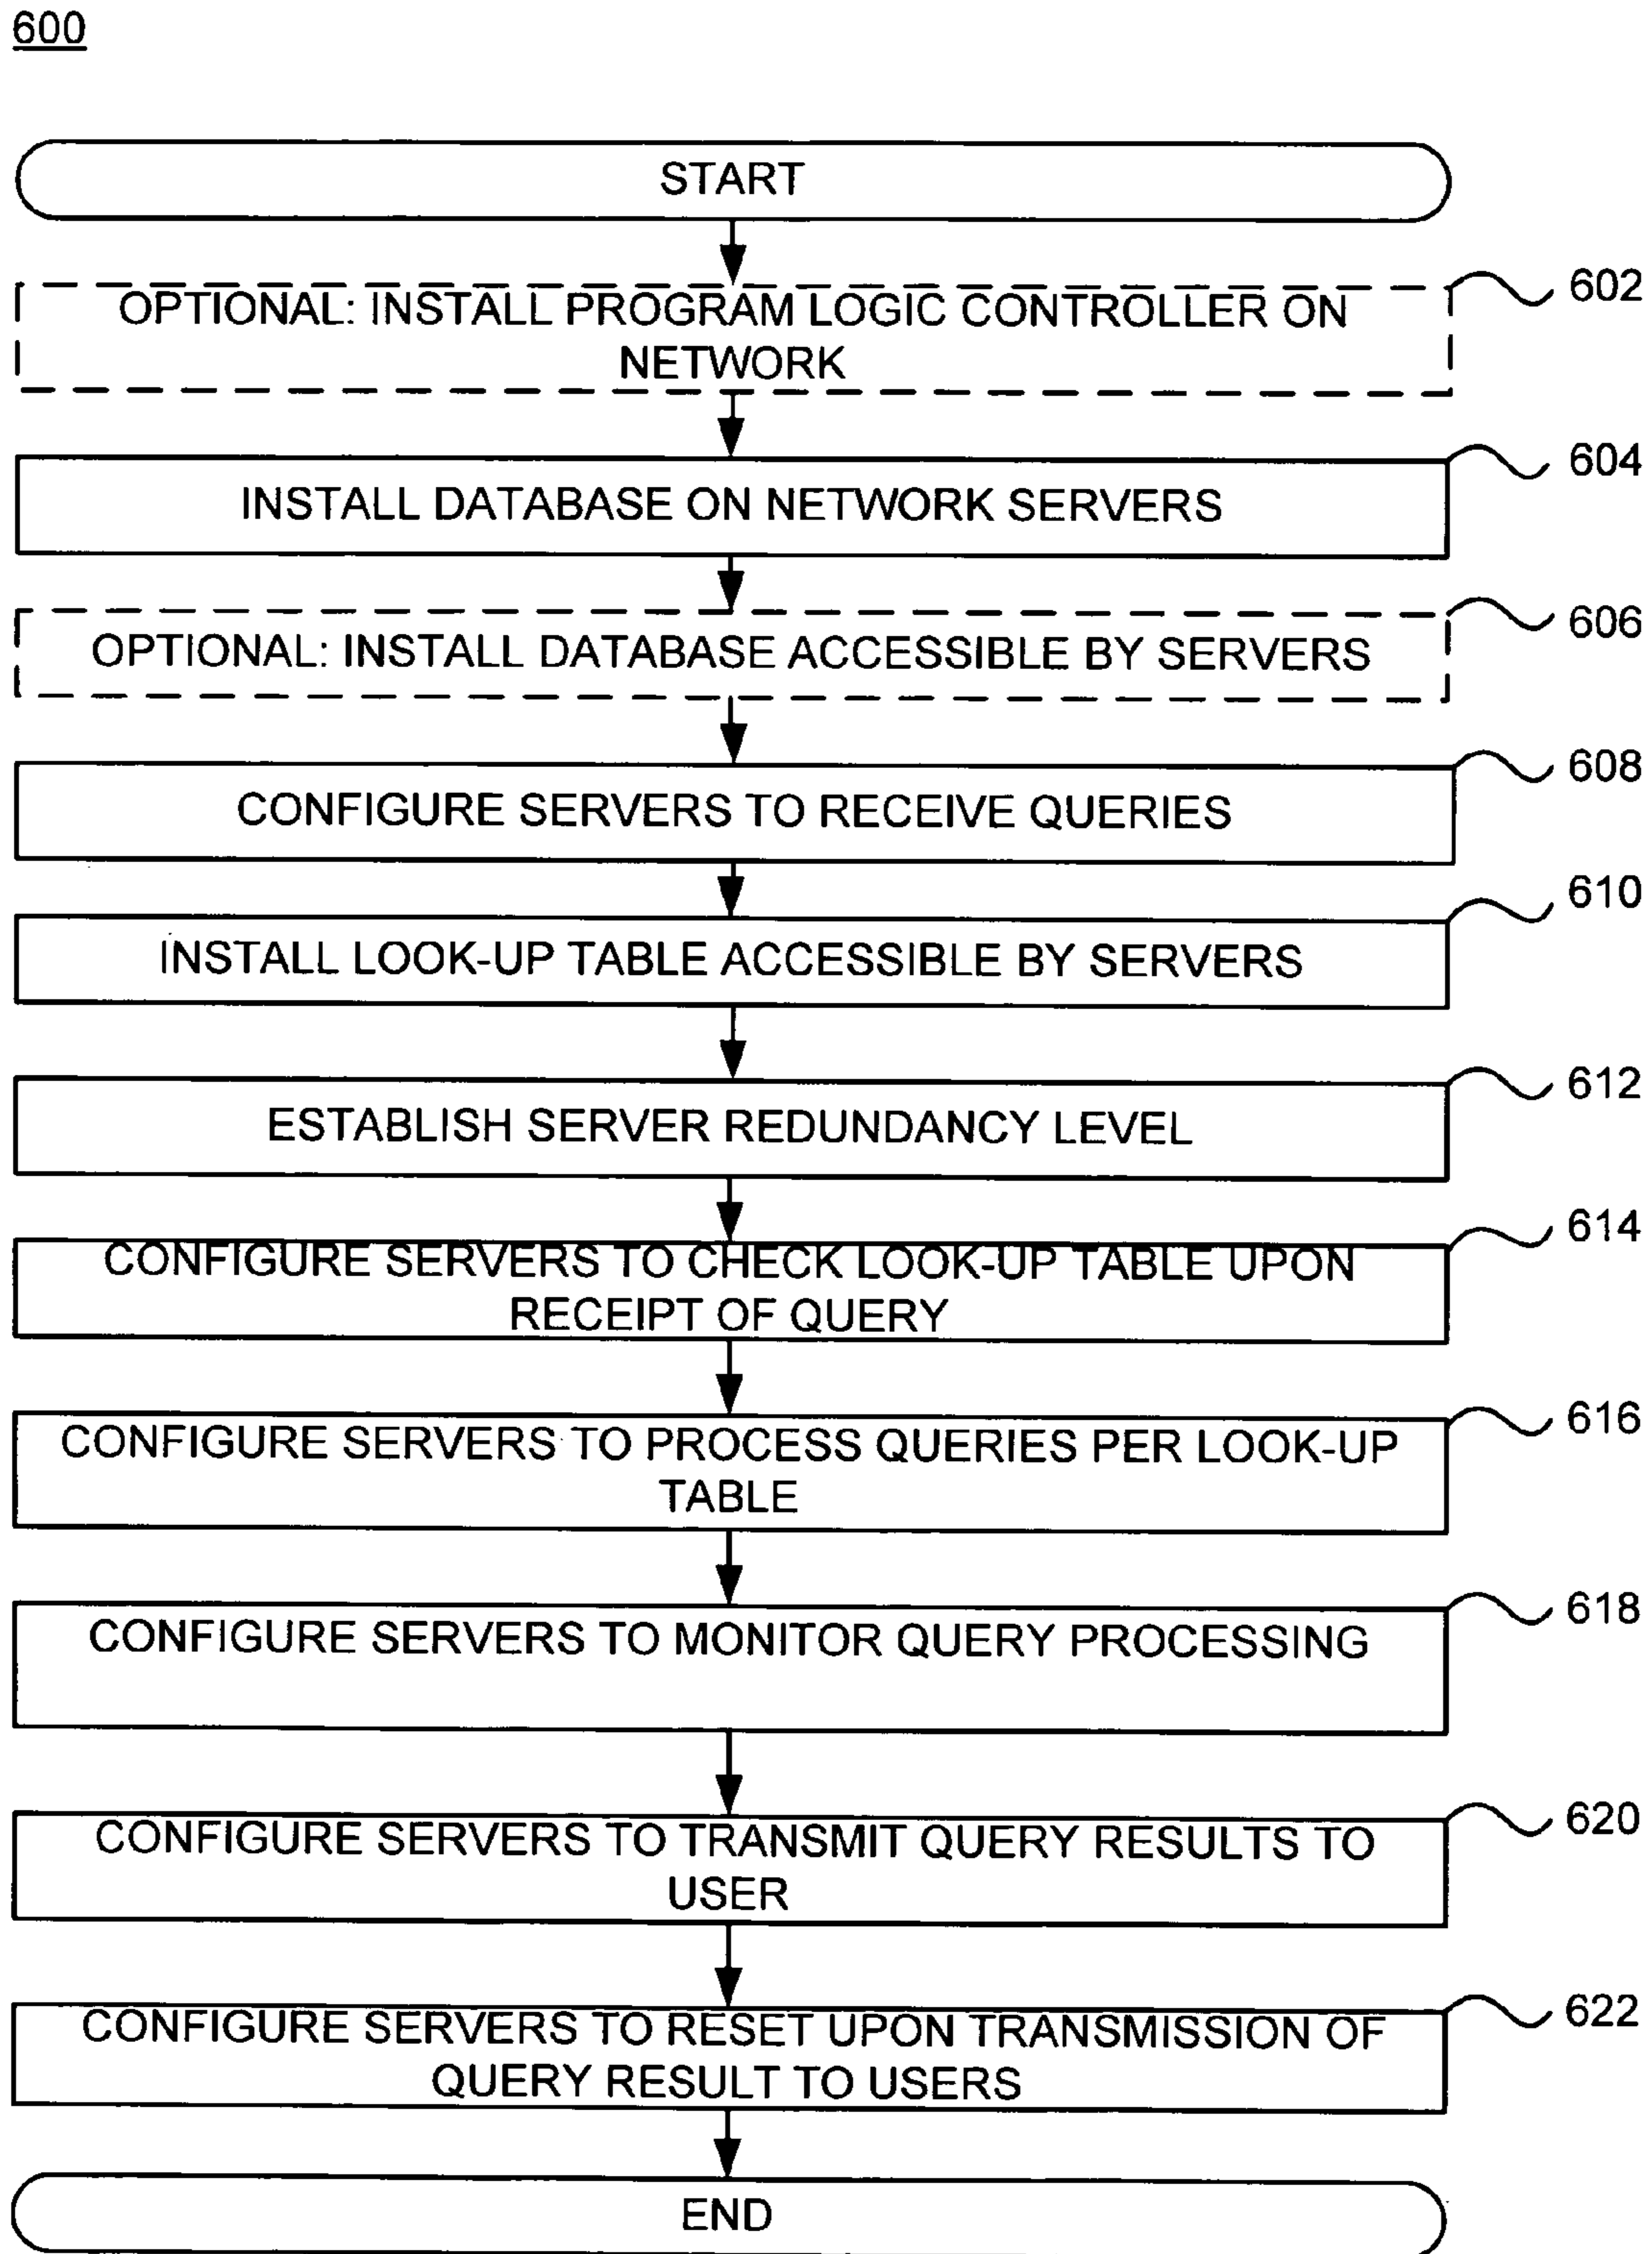 600
START
OPTIONAL: INSTALL PROGRAM LOGIC CONTROLLER ON
NETWORK
602
INSTALL DATABASE ON NETWORK SERVERS
604
OPTIONAL: INSTALL DATABASE ACCESSIBLE BY SERVERS
606
CONFIGURE SERVERS TO RECEIVE QUERIES
608
INSTALL LOOK-UP TABLE ACCESSIBLE BY SERVERS
610
ESTABLISH SERVER REDUNDANCY LEVEL
612
CONFIGURE SERVERS TO CHECK LOOK-UP TABLE UPON
RECEIPT OF QUERY
614
CONFIGURE SERVERS TO PROCESS QUERIES PER LOOK-UP
TABLE
616
CONFIGURE SERVERS TO MONITOR QUERY PROCESSING
618
CONFIGURE SERVERS TO TRANSMIT QUERY RESULTS TO
USER
620
CONFIGURE SERVERS TO RESET UPON TRANSMISSION OF
QUERY RESULT TO USERS
622
END